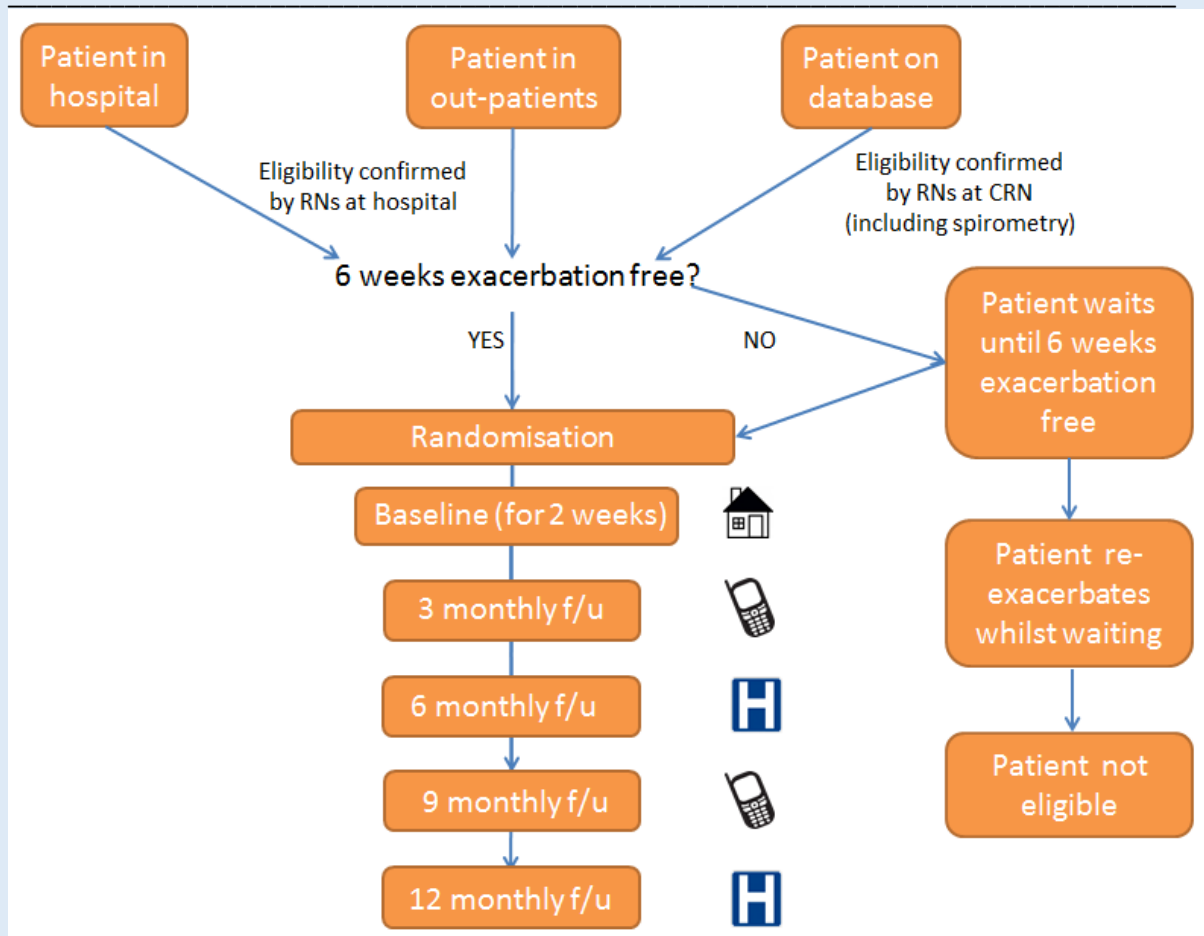 Patient in
hospital
Patient in
out-patients
Patient on
database
Eligibility confirmed
by RNs at hospital
Eligibility confirmed
by RNs at CRN
(including spirometry)
6 weeks exacerbation free?
YES
NO
Patient waits
until 6 weeks
exacerbation
free
Randomisation
Baseline (for 2 weeks)
3 monthly f/u
Patient re-
exacerbates
whilst waiting
6 monthly f/u
H
9 monthly f/u
Patient not
eligible
12 monthly f/u
H